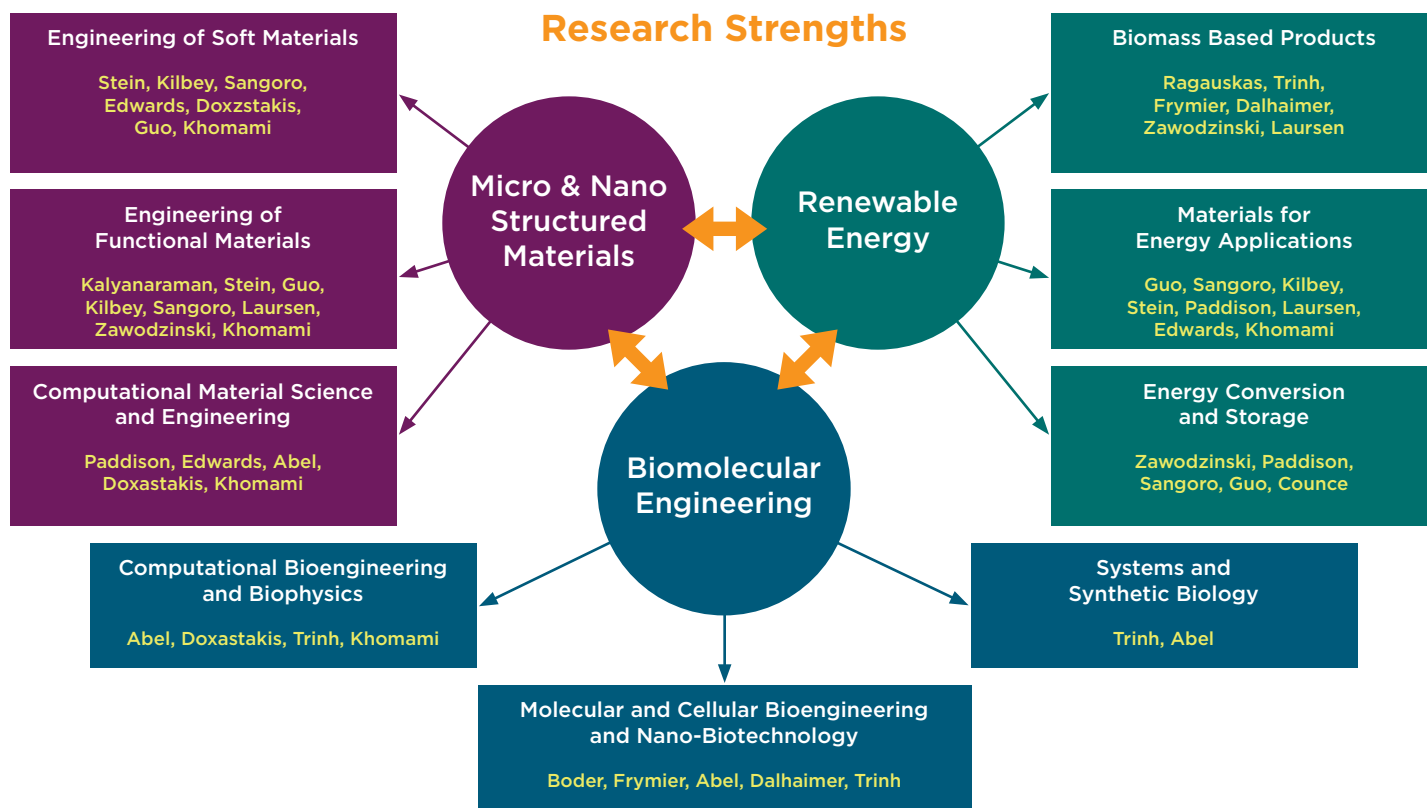 Research Strengths
Engineering of Soft Materials
Stein, Kilbey, Sangoro,
Edwards, Doxzstakis,
Guo, Khomami
Engineering of
Functional Materials
Kalyanaraman, Stein, Guo,
Kilbey, Sangoro, Laursen,
Zawodzinski, Khomami
Computational Material Science
and Engineering
Paddison, Edwards, Abel,
Doxastakis, Khomami
Micro & Nano
Structured
Materials
Renewable
Energy
Biomolecular
Engineering
Biomass Based Products
Ragauskas, Trinh,
Frymier, Dalhaimer,
Zawodzinski, Laursen
Materials for
Energy Applications
Guo, Sangoro, Kilbey,
Stein, Paddison, Laursen,
Edwards, Khomami
Energy Conversion
and Storage
Zawodzinski, Paddison,
Sangoro, Guo, Counce
Computational Bioengineering
and Biophysics
Abel, Doxastakis, Trinh, Khomami
Molecular and Cellular Bioengineering
and Nano-Biotechnology
Boder, Frymier, Abel, Dalhaimer, Trinh
Systems and
Synthetic Biology
Trinh, Abel